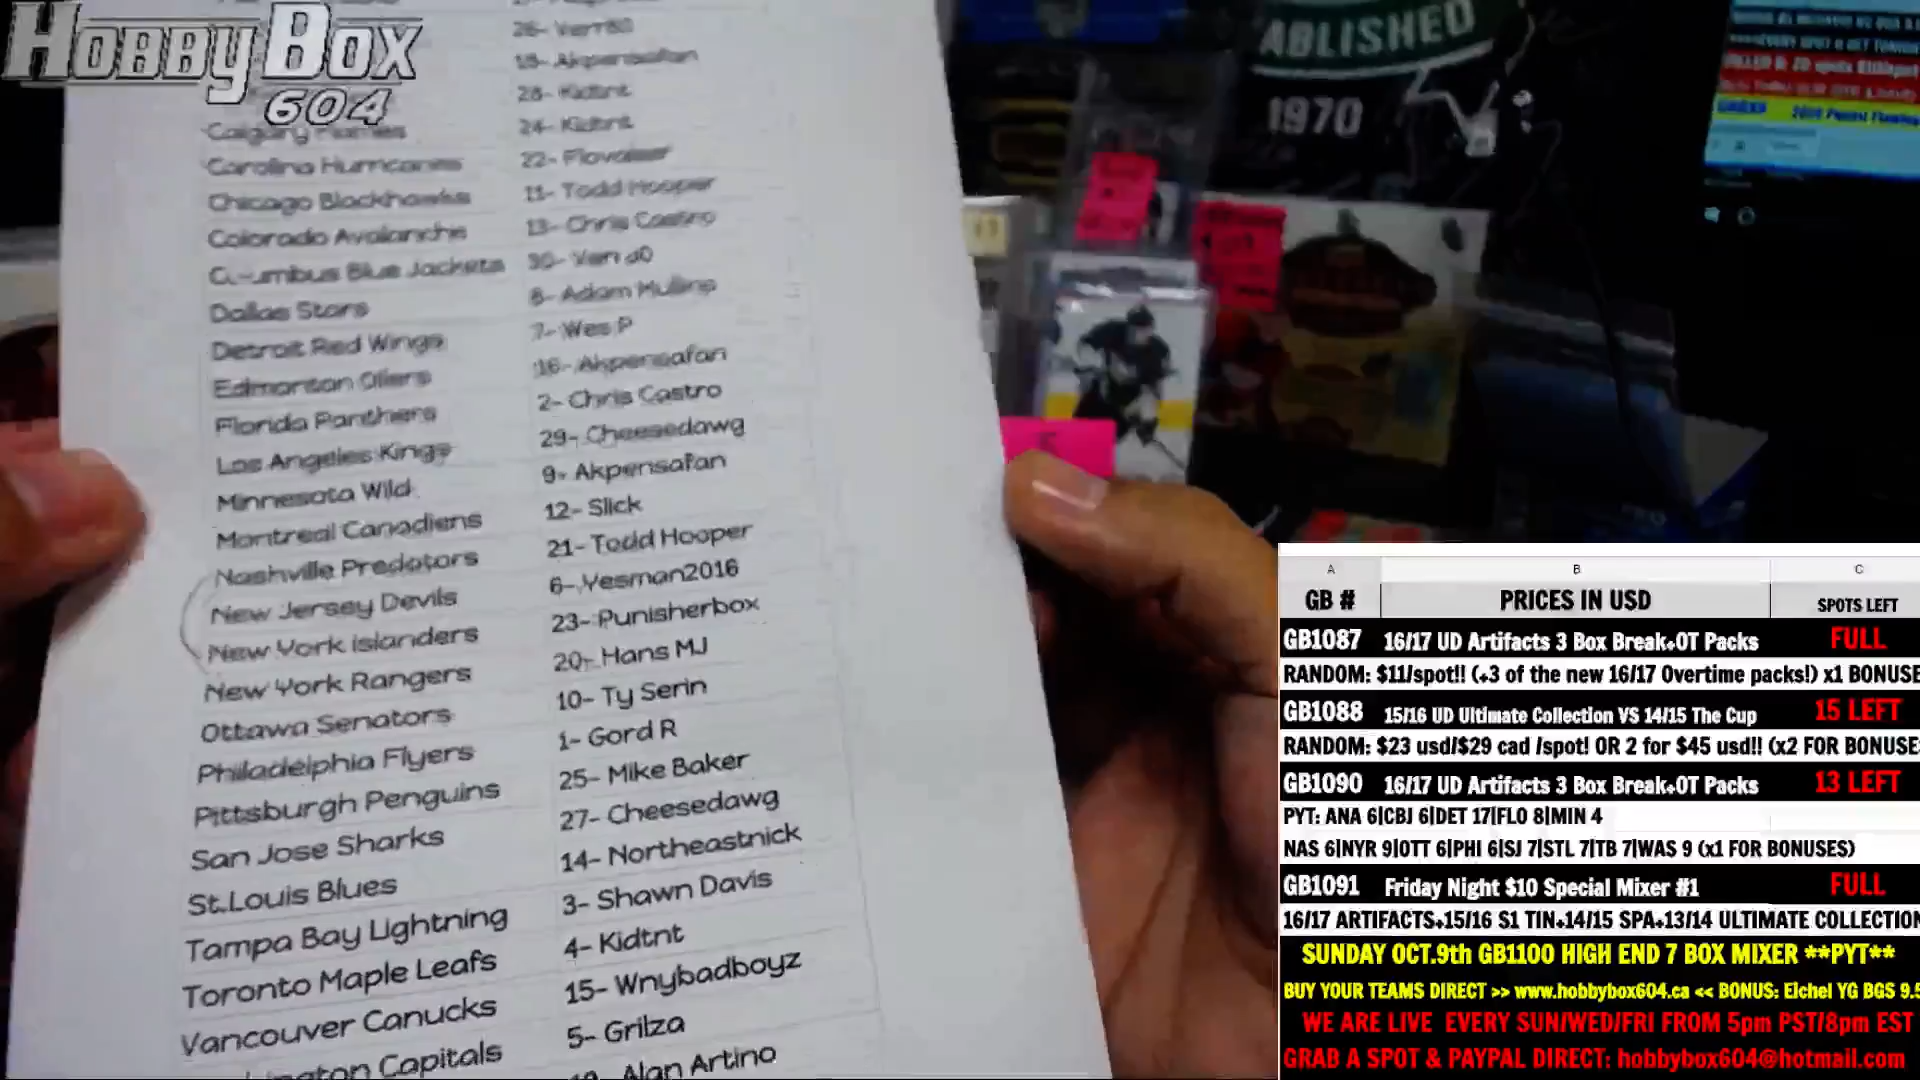 HOBBYBOX
604
ABLISHED
1970
26- Verr80
19- Akpensafan
28- Kidtnt
Calgary Flames 24- Kidtnt
Carolina Hurricanes 22-
Chicago Blackhawks 11- Todd Hooper
Colorado Avalanche 13- Chris Castro
Blue Jackets 30-
Dallas Stars 8- Adam Mullins
Detroit Red Wings 7- Wes P
Edmonton Oilers 16- Akpensafan
Florida Panthers 2- Chris Castro
Los Angeles Kings 29- Cheesedawg
Minnesota Wild 9- Akpensafan
Montreal Canadiens 12- Slick
Nashville Predators 21- Todd Hooper
New Jersey Devils 6- Yesman2016
New York Islanders 23- Punisherbox
New York Rangers 20- Hans MJ
Ottawa Senators 10- Ty Serin
Philadelphia Flyers 1- Gord R
Pittsburgh Penguins 25- Mike Baker
San Jose Sharks 27- Cheesedawg
St.Louis Blues 14- Northeastnick
Tampa Bay Lightning 3- Shawn Davis
Toronto Maple Leafs 4- Kidtnt
Vancouver Canucks 15- Wnybadboyz
ington Capitals 5- Grilza
Alan Artino
A B C
GB # PRICES IN USD SPOTS LEFT
GB1087 16/17 UD Artifacts 3 Box Break+OT Packs FULL
RANDOM: $11/spot!! (+3 of the new 16/17 Overtime packs!) x1 BONUSE
GB1088 15/16 UD Ultimate Collection VS 14/15 The Cup 15 LEFT
RANDOM: $23 usd/$29 cad /spot! OR 2 for $45 usd!! (x2 FOR BONUSE
GB1090 16/17 UD Artifacts 3 Box Break+OT Packs 13 LEFT
PYT: ANA 6|CBJ 6|DET 17|FLO 8|MIN 4
NAS 6|NYR 9|OTT 6|PHI 6|SJ 7|STL 7|TB 7|WAS 9 (x1 FOR BONUSES)
GB1091 Friday Night $10 Special Mixer #1 FULL
16/17 ARTIFACTS+15/16 S1 TIN+14/15 SPA+13/14 ULTIMATE COLLECTION
SUNDAY OCT.9th GB1100 HIGH END 7 BOX MIXER **PYT**
BUY YOUR TEAMS DIRECT >> www.hobbybox604.ca << BONUS: Eichel YG BGS 9.5
WE ARE LIVE EVERY SUN/WED/FRI FROM 5pm PST/8pm EST
GRAB A SPOT & PAYPAL DIRECT: hobbybox604@hotmail.com